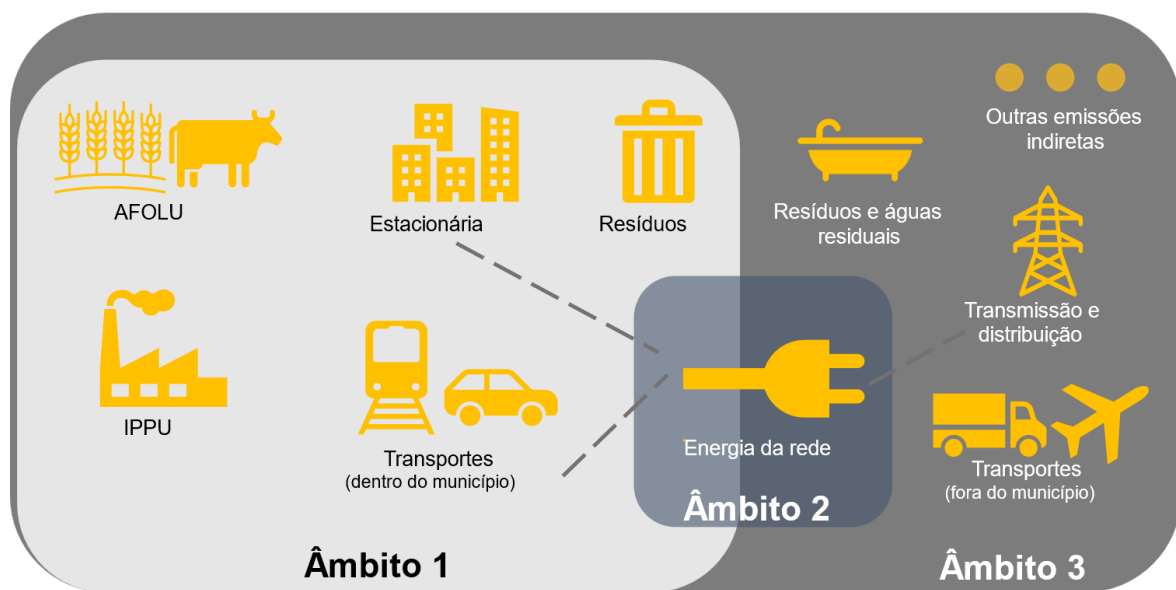 AFOLU
Estacionária
Resíduos
Resíduos e águas
residuais
Outras emissões
indiretas
IPPU
Transportes
(dentro do município)
Energia da rede
Transmissão e
distribuição
Transportes
(fora do município)
Âmbito 1
Âmbito 2
Âmbito 3